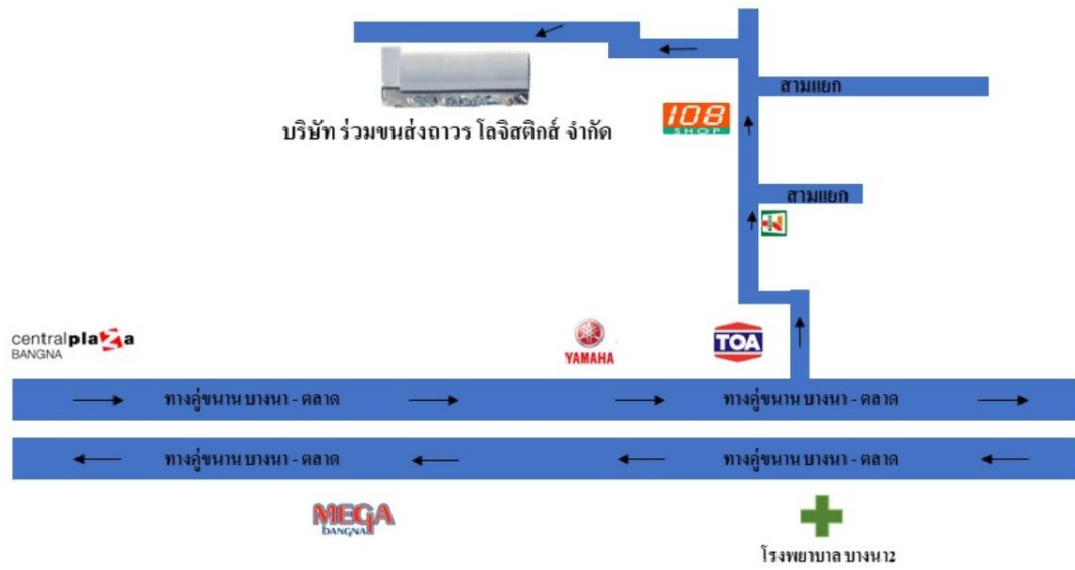 สามแยก
108
SHOP
บริษัท ร่วมขนส่งถาวร โลจิสติกส์ จำกัด
สามแยก
7
centralplaza
BANGNA
YAMAHA
TOA
ทางคู่ขนาน บางนา - ตลาด
ทางคู่ขนาน บางนา - ตลาด
ทางคู่ขนาน บางนา - ตลาด
ทางคู่ขนาน บางนา - ตลาด
MEGA
BANGNA
โรงพยาบาล บางนา2